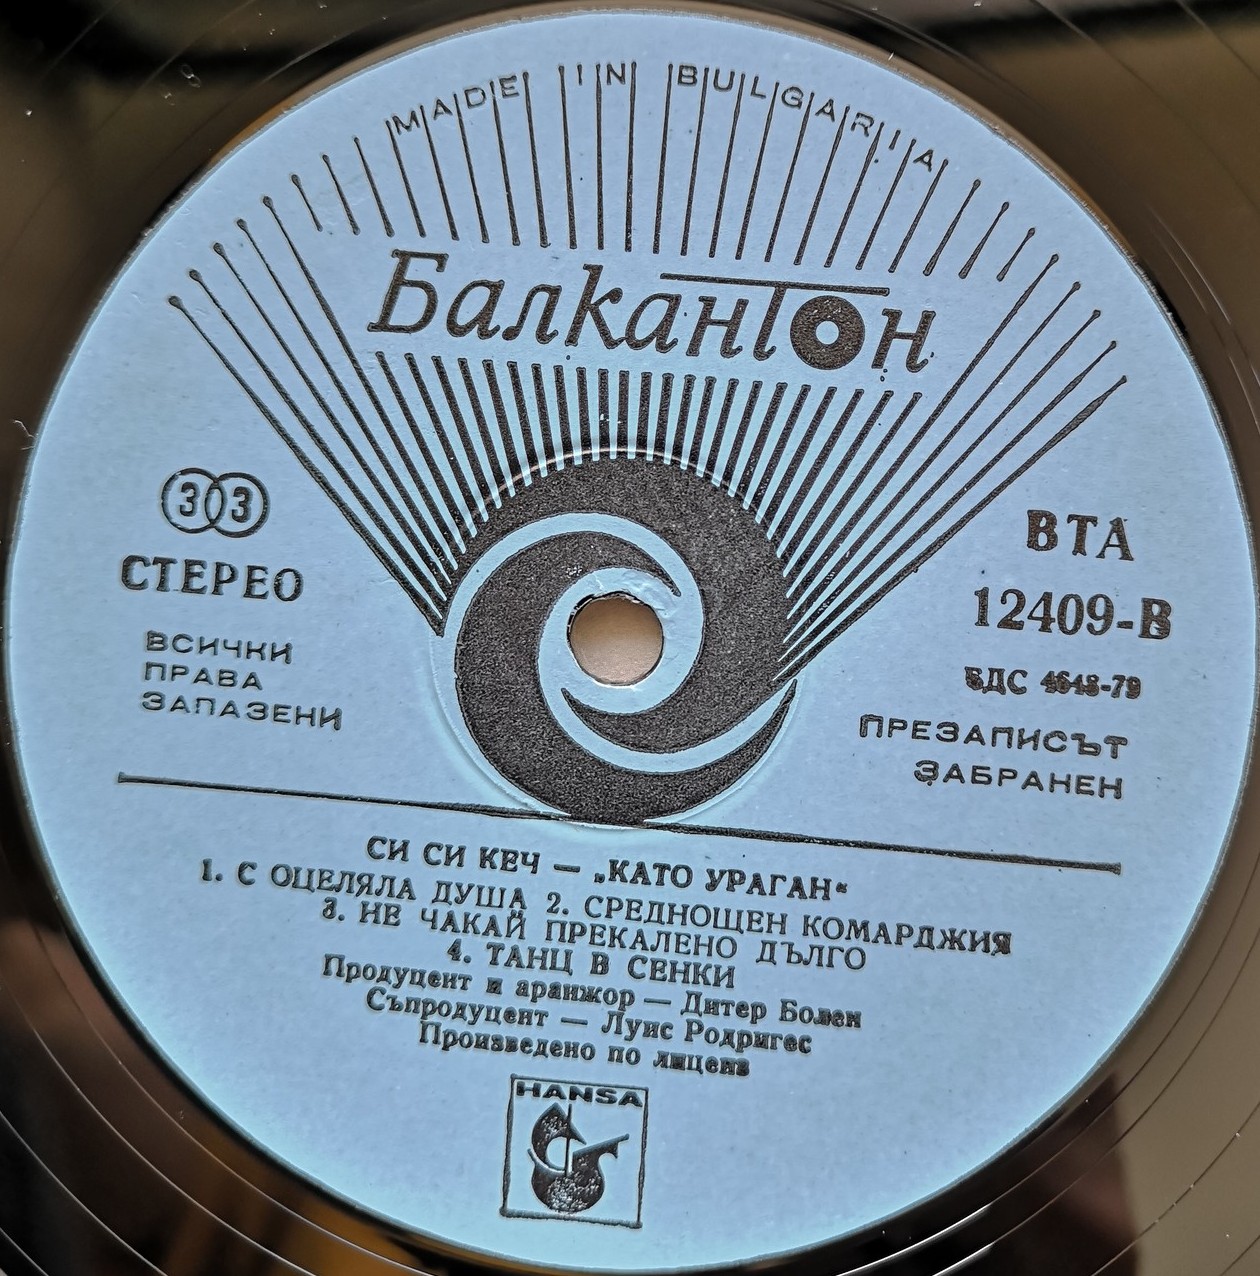 MADE IN BULGARIA
Балкантон
33
СТЕРЕО
ВСИЧКИ
ПРАВА
ЗАПАЗЕНИ
ВТА
12409-В
БДС 4648-79
ПРЕЗАПИСЪТ
ЗАБРАНЕН
СИ СИ КЕЧ — „КАТО УРАГАН“
1. С ОЦЕЛЯЛА ДУША 2. СРЕДНОЩЕН КОМАРДЖИЯ
3. НЕ ЧАКАЙ ПРЕКАЛЕНО ДЪЛГО
4. ТАНЦ В СЕНКИ
Продуцент и аранжор — Дитер Болен
Съпродуцент — Луис Родригес
Произведено по лиценз
HANSA